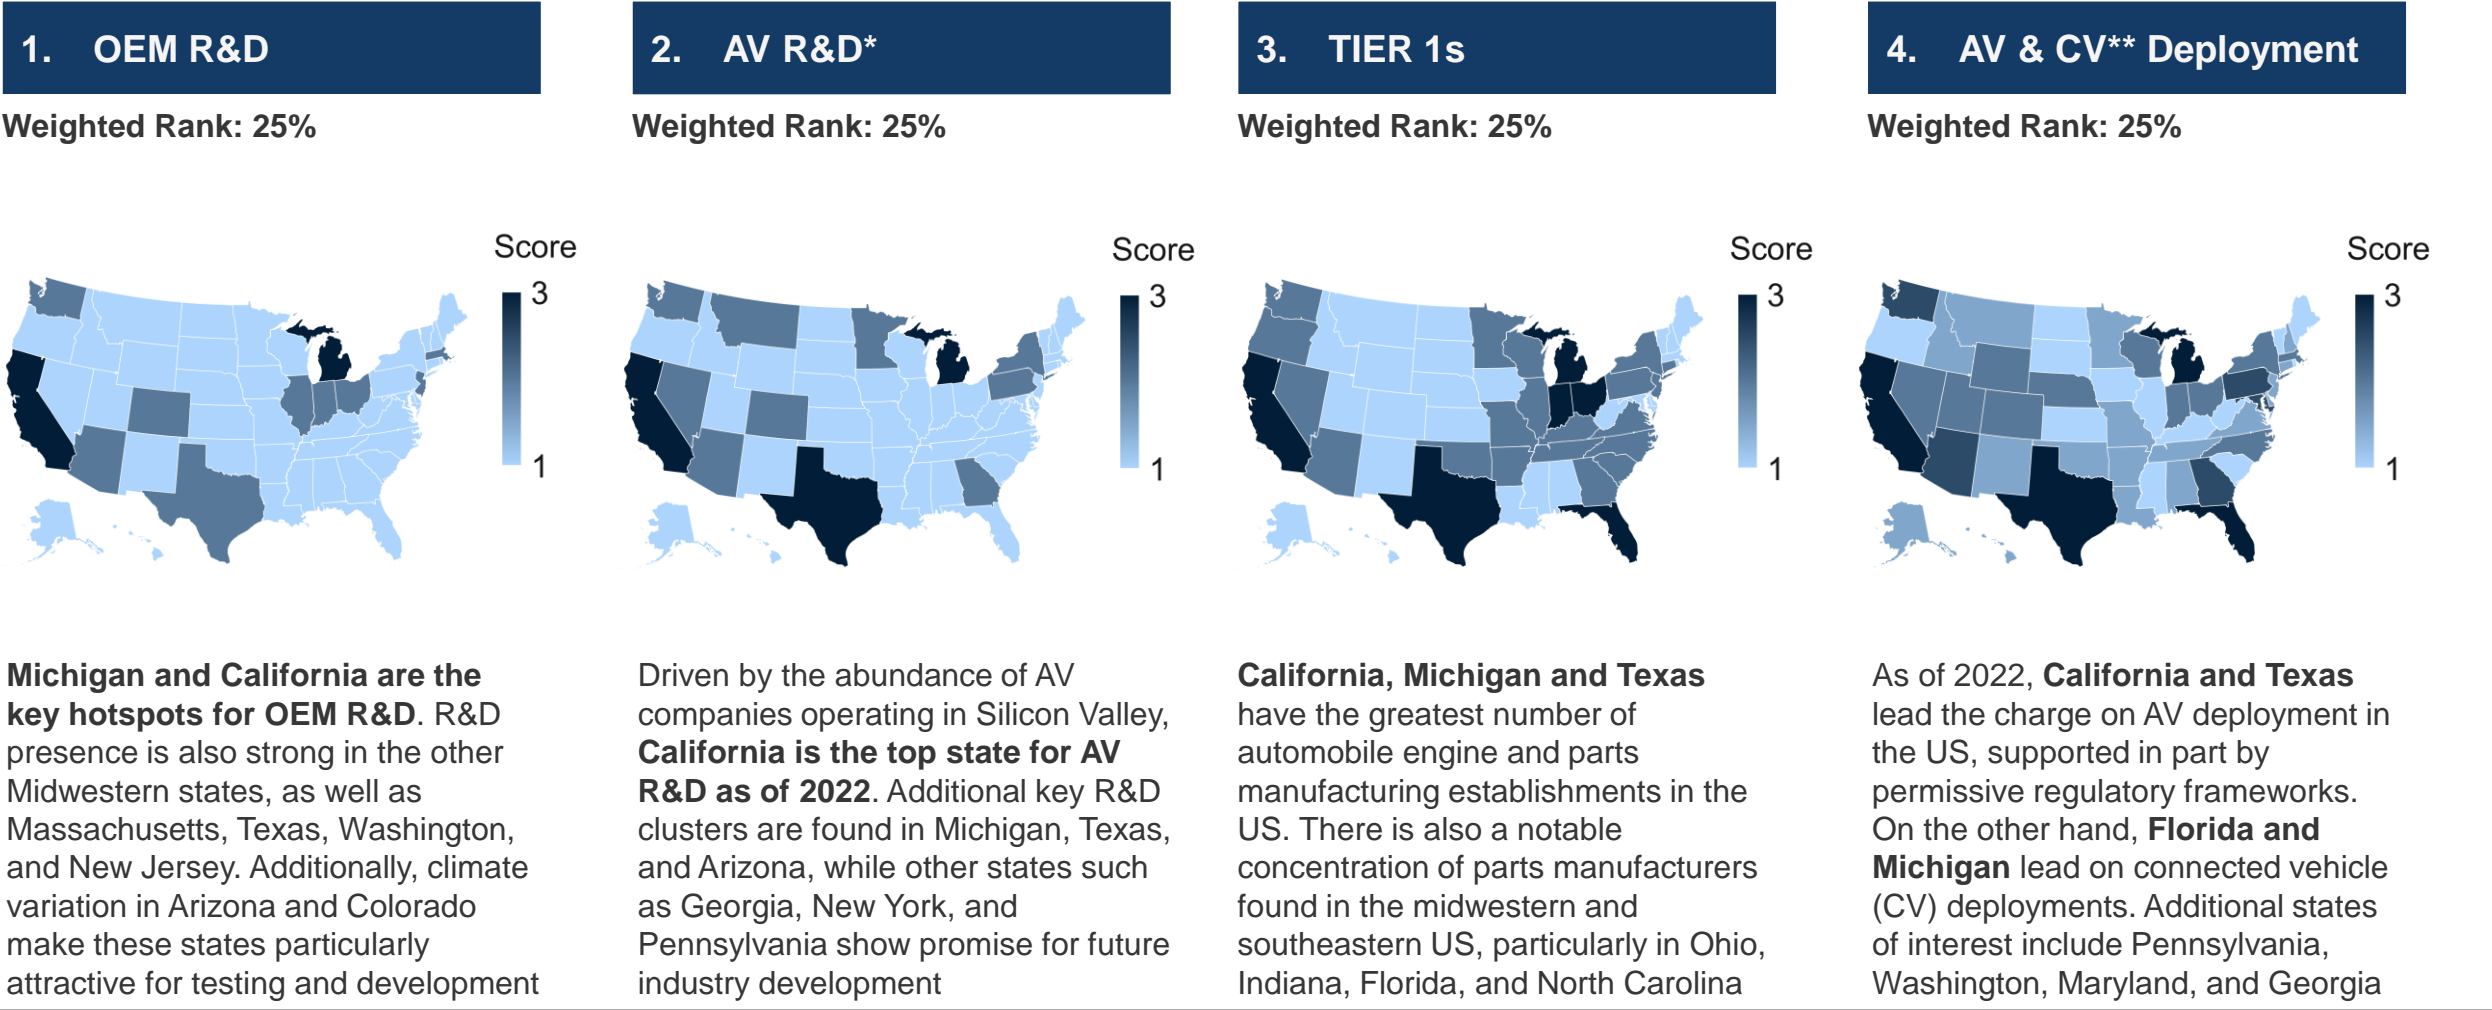 1. OEM R&D
Weighted Rank: 25%
Score
3
1
Michigan and California are the
key hotspots for OEM R&D. R&D
presence is also strong in the other
Midwestern states, as well as
Massachusetts, Texas, Washington,
and New Jersey. Additionally, climate
variation in Arizona and Colorado
make these states particularly
attractive for testing and development
2. AV R&D*
Weighted Rank: 25%
Score
3
1
Driven by the abundance of AV
companies operating in Silicon Valley,
California is the top state for AV
R&D as of 2022. Additional key R&D
clusters are found in Michigan, Texas,
and Arizona, while other states such
as Georgia, New York, and
Pennsylvania show promise for future
industry development
3. TIER 1s
Weighted Rank: 25%
Score
3
1
California, Michigan and Texas
have the greatest number of
automobile engine and parts
manufacturing establishments in the
US. There is also a notable
concentration of parts manufacturers
found in the midwestern and
southeastern US, particularly in Ohio,
Indiana, Florida, and North Carolina
4. AV & CV** Deployment
Weighted Rank: 25%
Score
3
1
As of 2022, California and Texas
lead the charge on AV deployment in
the US, supported in part by
permissive regulatory frameworks.
On the other hand, Florida and
Michigan lead on connected vehicle
(CV) deployments. Additional states
of interest include Pennsylvania,
Washington, Maryland, and Georgia